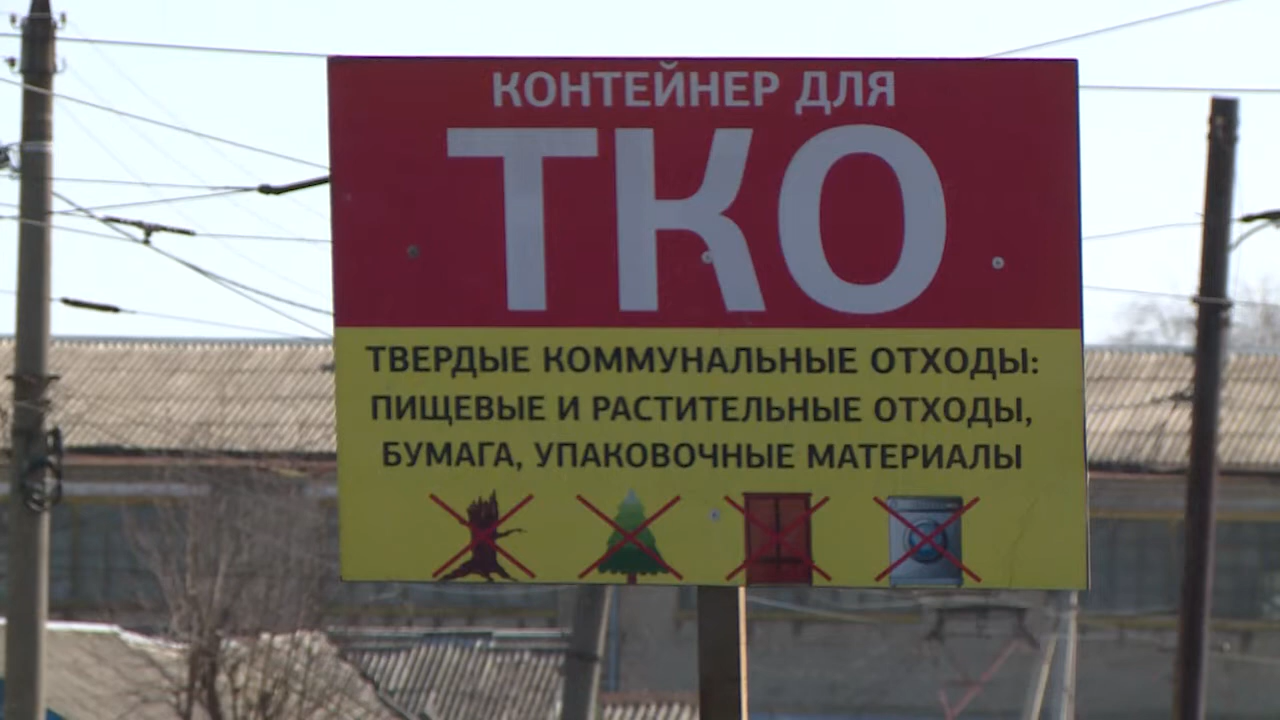 КОНТЕЙНЕР ДЛЯ
ТКО
ТВЕРДЫЕ КОММУНАЛЬНЫЕ ОТХОДЫ:
ПИЩЕВЫЕ И РАСТИТЕЛЬНЫЕ ОТХОДЫ,
БУМАГА, УПАКОВОЧНЫЕ МАТЕРИАЛЫ